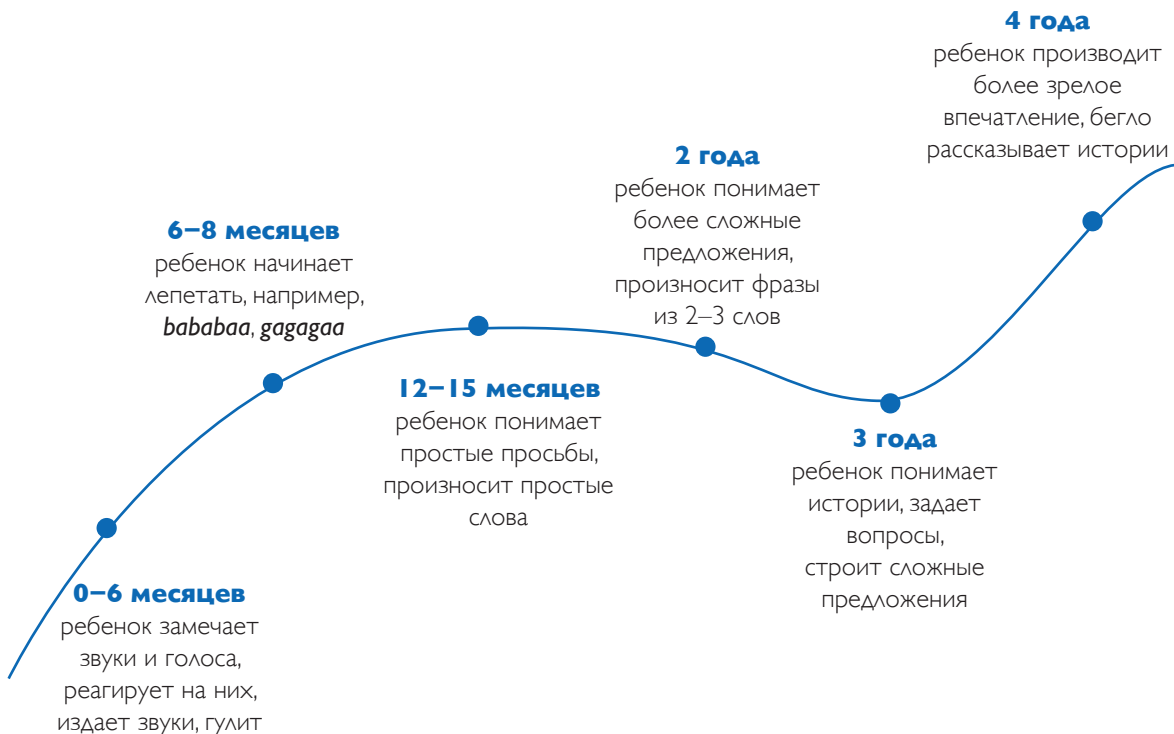 0–6 месяцев
ребенок замечает
звуки и голоса,
реагирует на них,
издает звуки, гулит
6–8 месяцев
ребенок начинает
лепетать, например,
bababaa, gagagaa
12–15 месяцев
ребенок понимает
простые просьбы,
произносит простые
слова
2 года
ребенок понимает
более сложные
предложения,
произносит фразы
из 2–3 слов
3 года
ребенок понимает
истории, задает
вопросы,
строит сложные
предложения
4 года
ребенок производит
более зрелое
впечатление, бегло
рассказывает истории